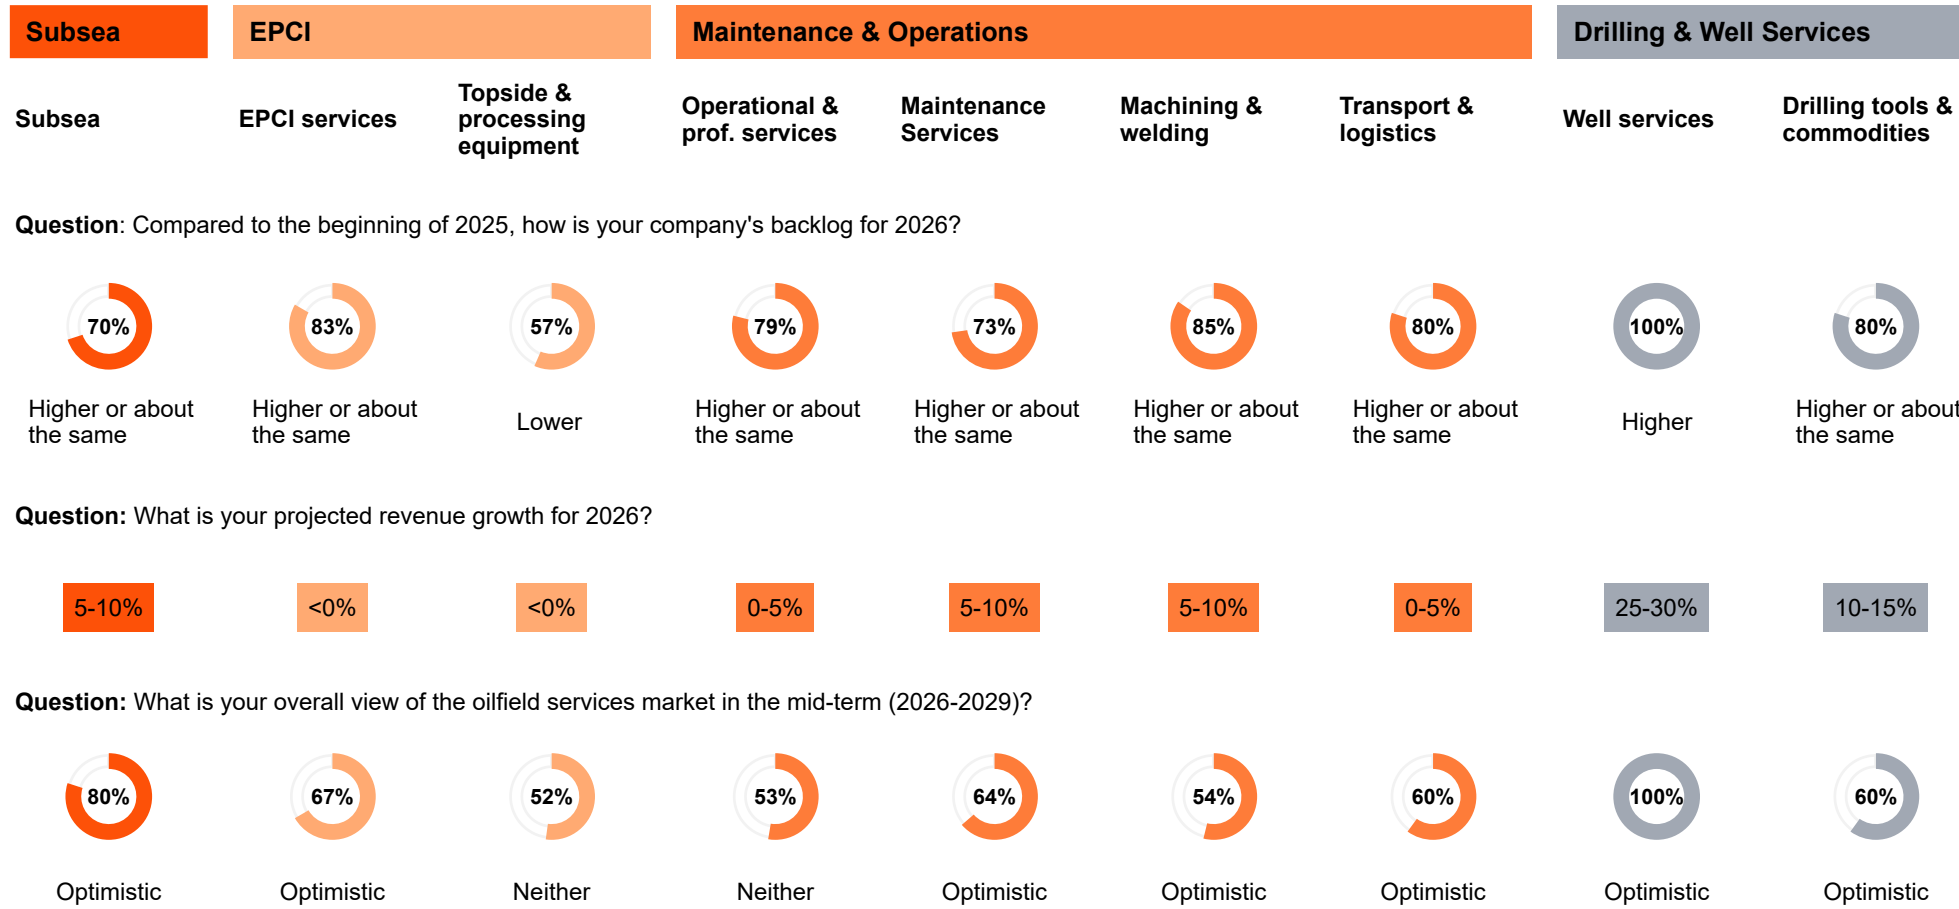 Subsea
EPCI
Maintenance & Operations
Drilling & Well Services
Subsea
EPCI services
Topside &
processing
equipment
Operational &
prof. services
Maintenance
Services
Machining &
welding
Transport &
logistics
Well services
Drilling tools &
commodities
Question: Compared to the beginning of 2025, how is your company's backlog for 2026?
70%
83%
57%
79%
73%
85%
80%
100%
80%
Higher or about
the same
Higher or about
the same
Lower
Higher or about
the same
Higher or about
the same
Higher or about
the same
Higher or about
the same
Higher
Higher or about
the same
Question: What is your projected revenue growth for 2026?
5-10%
<0%
<0%
0-5%
5-10%
5-10%
0-5%
25-30%
10-15%
Question: What is your overall view of the oilfield services market in the mid-term (2026-2029)?
80%
67%
52%
53%
64%
54%
60%
100%
60%
Optimistic
Optimistic
Neither
Neither
Optimistic
Optimistic
Optimistic
Optimistic
Optimistic